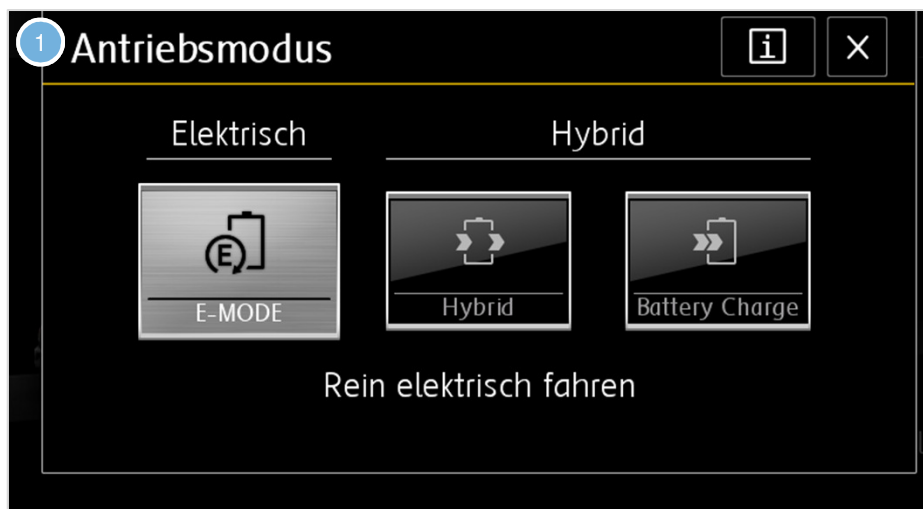 1
Antriebsmodus
i
Elektrisch
Hybrid
E
E-MODE
Hybrid
Battery Charge
Rein elektrisch fahren